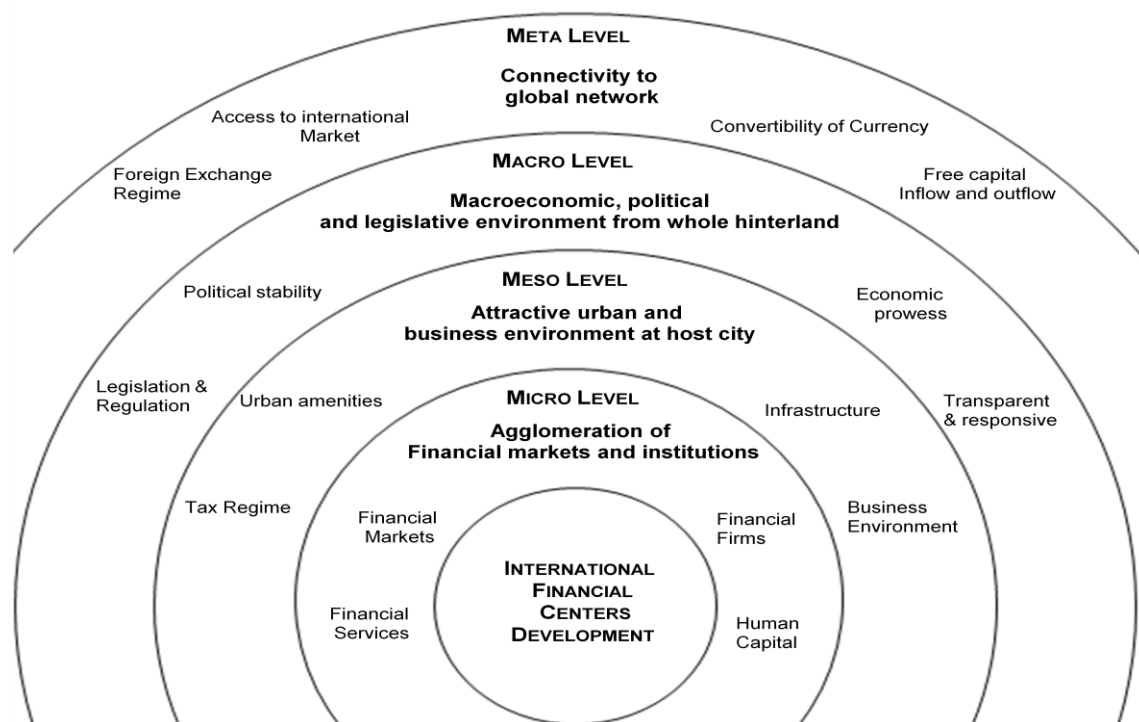 META LEVEL
Connectivity to
global network
Access to international
Market
Convertibility of Currency
Foreign Exchange
Regime
Free capital
Inflow and outflow
MACRO LEVEL
Macroeconomic, political
and legislative environment from whole hinterland
Political stability
Economic
prowess
Legislation &
Regulation
Transparent
& responsive
MESO LEVEL
Attractive urban and
business environment at host city
Urban amenities
Infrastructure
Tax Regime
Business
Environment
MICRO LEVEL
Agglomeration of
Financial markets and institutions
Financial
Markets
Financial
Firms
Financial
Services
Human
Capital
INTERNATIONAL
FINANCIAL
CENTERS
DEVELOPMENT